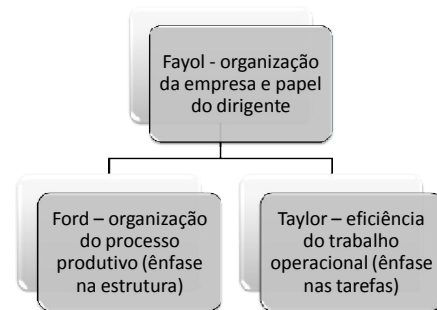 Fayol - organização
da empresa e papel
do dirigente
Ford – organização
do processo
produtivo (ênfase
na estrutura)
Taylor – eficiência
do trabalho
operacional (ênfase
nas tarefas)